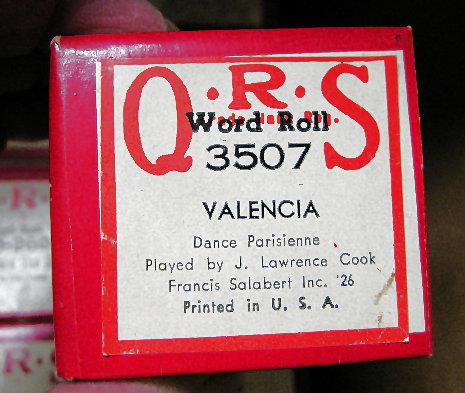 Q·R·S
Word Roll
3507
VALENCIA
Dance Parisienne
Played by J. Lawrence Cook
Francis Salabert Inc. '26
Printed in U. S. A.
·R·
R·